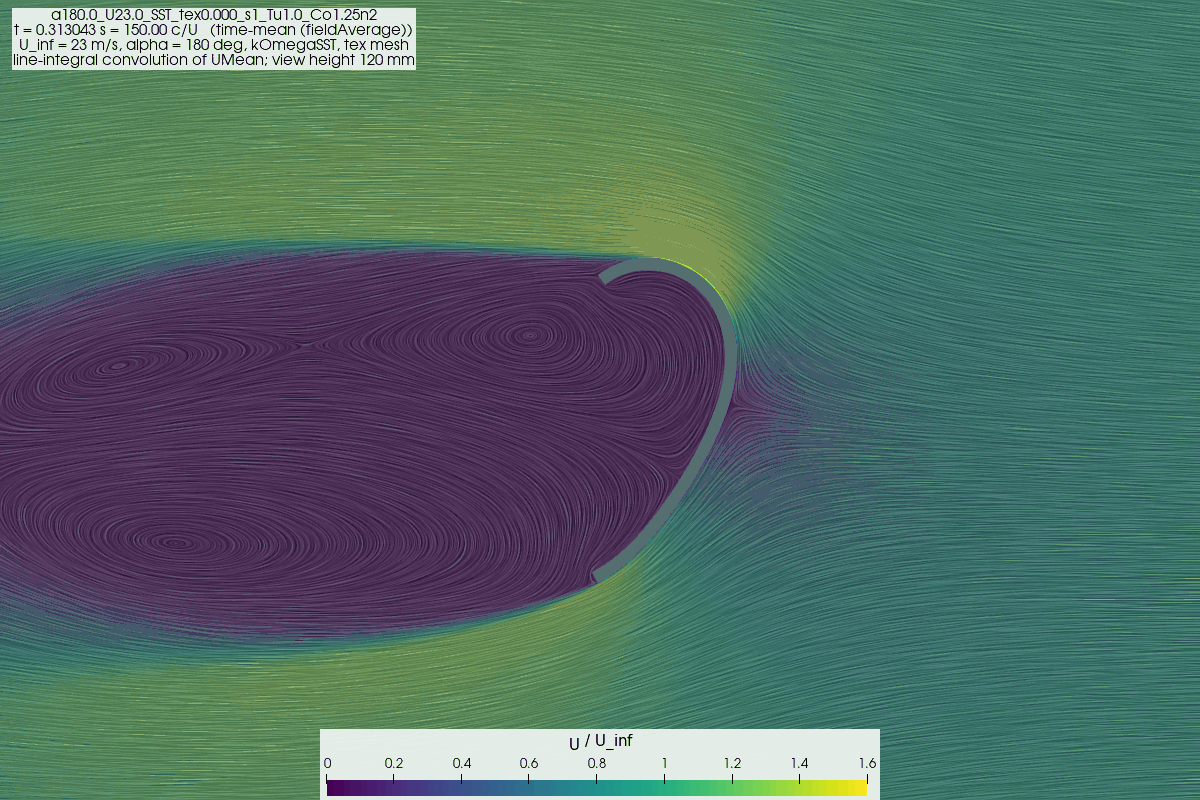 a180.0_U23.0_SST_tex0.000_s1_Tu1.0_Co1.25n2
t = 0.313043 s = 150.00 c/U (time-mean (fieldAverage))
U_inf = 23 m/s, alpha = 180 deg, kOmegaSST, tex mesh
line-integral convolution of UMean; view height 120 mm
U / U_inf
0 0.2 0.4 0.6 0.8 1 1.2 1.4 1.6